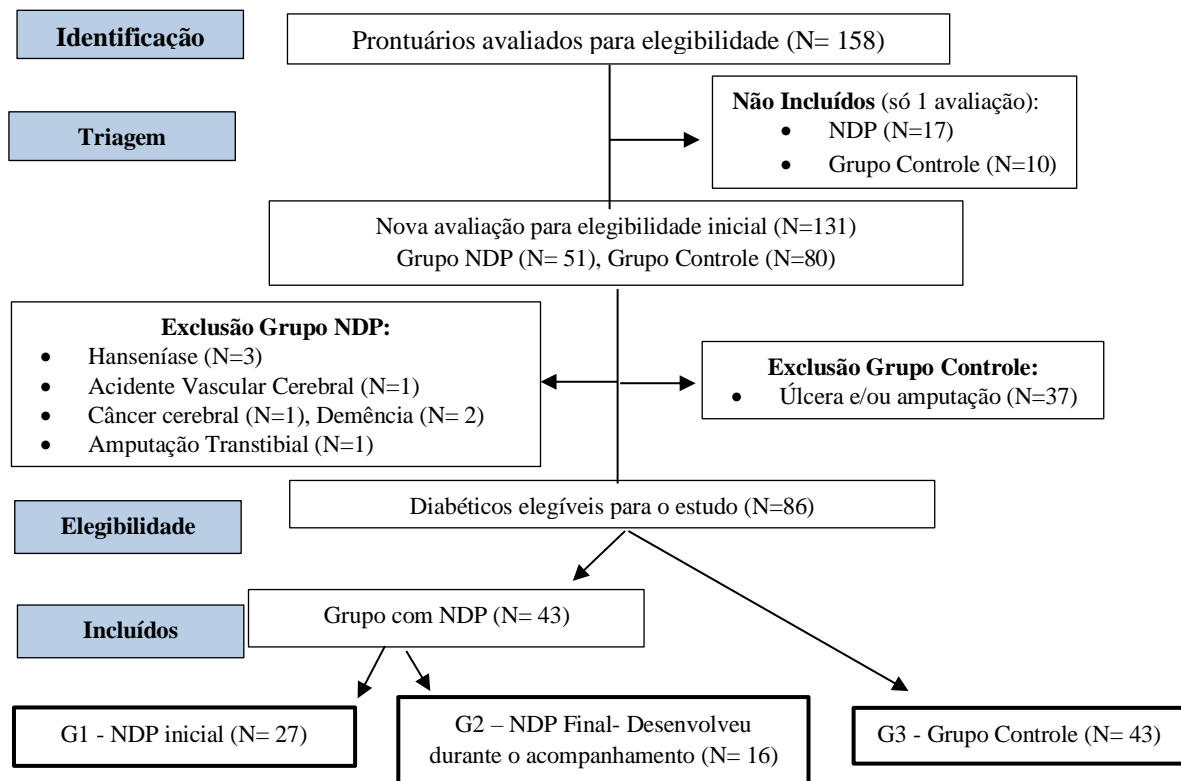 Identificação
Prontuários avaliados para elegibilidade (N= 158)
Triagem
Não Incluídos (só 1 avaliação):
• NDP (N=17)
• Grupo Controle (N=10)
Nova avaliação para elegibilidade inicial (N=131)
Grupo NDP (N= 51), Grupo Controle (N=80)
Exclusão Grupo NDP:
• Hanseníase (N=3)
• Acidente Vascular Cerebral (N=1)
• Câncer cerebral (N=1), Demência (N= 2)
• Amputação Transtibial (N=1)
Exclusão Grupo Controle:
• Úlcera e/ou amputação (N=37)
Elegibilidade
Diabéticos elegíveis para o estudo (N=86)
Incluídos
Grupo com NDP (N= 43)
G1 - NDP inicial (N= 27)
G2 – NDP Final- Desenvolveu
durante o acompanhamento (N= 16)
G3 - Grupo Controle (N= 43)